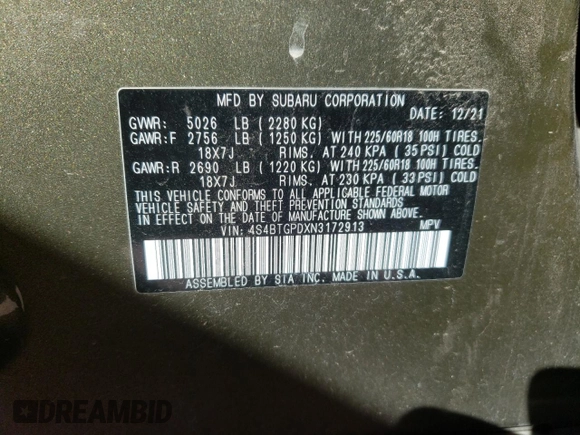 MFD BY SUBARU CORPORATION
DATE: 12/21
GVWR: 5026 LB (2280 KG)
GAWR:F 2756 LB (1250 KG) WITH 225/60R18 100H TIRES.
18X7J RIMS. AT 240 KPA (35 PSI) COLD
GAWR:R 2690 LB (1220 KG) WITH 225/60R18 100H TIRES.
18X7J RIMS. AT 230 KPA (33 PSI) COLD
THIS VEHICLE CONFORMS TO ALL APPLICABLE FEDERAL MOTOR
VEHICLE SAFETY AND THEFT PREVENTION STANDARDS
IN EFFECT ON THE DATE OF MANUFACTURE SHOWN ABOVE.
VIN: 4S4BTGPDXN3172913 MPV
ASSEMBLED BY SIA INC. MADE IN U.S.A.
DREAMBID